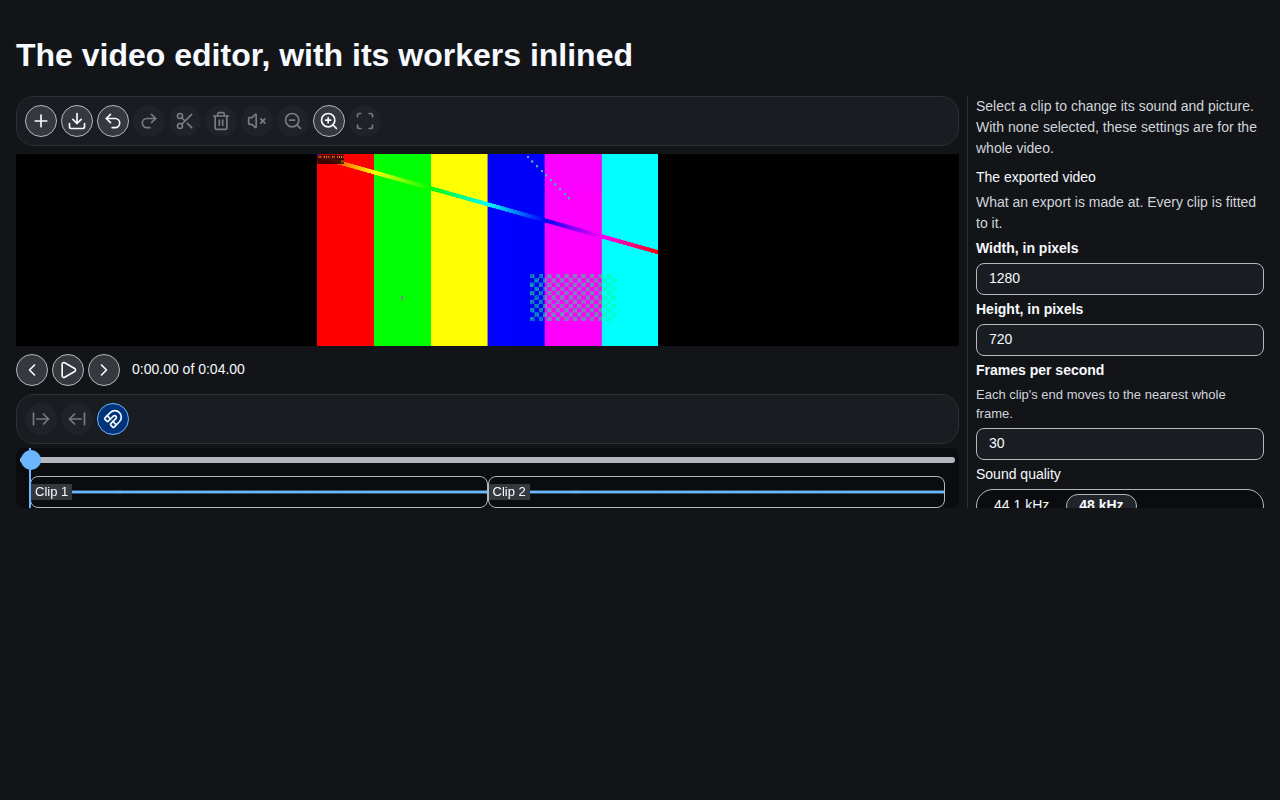 The video editor, with its workers inlined
Select a clip to change its sound and picture.
With none selected, these settings are for the
whole video.
The exported video
What an export is made at. Every clip is fitted
to it.
Width, in pixels
1280
Height, in pixels
720
Frames per second
Each clip's end moves to the nearest whole
frame.
30
Sound quality
44.1 kHz 48 kHz
0:00.00 of 0:04.00
Clip 1 Clip 2